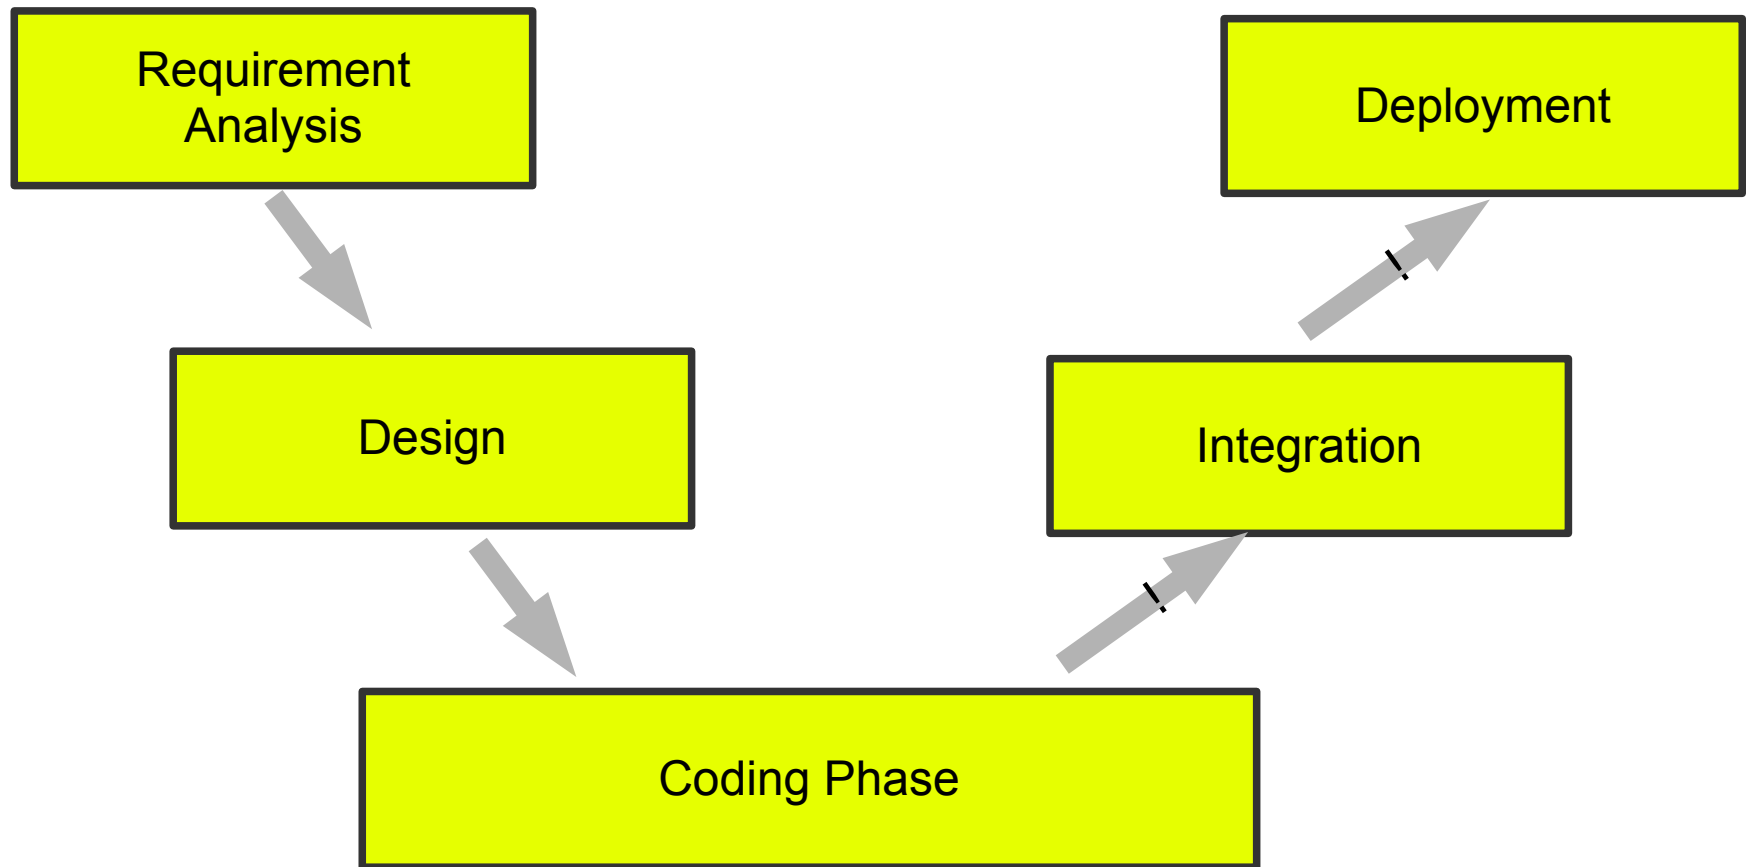 Requirement
Analysis
Deployment
Design
Integration
Coding Phase